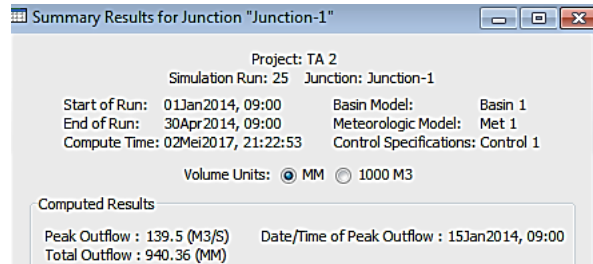 Summary Results for Junction "Junction-1"
Project: TA 2
Simulation Run: 25 Junction: Junction-1
Start of Run: 01Jan2014, 09:00 Basin Model: Basin 1
End of Run: 30Apr2014, 09:00 Meteorologic Model: Met 1
Compute Time: 02Mei2017, 21:22:53 Control Specifications: Control 1
Volume Units: MM 1000 M3
Computed Results
Peak Outflow : 139.5 (M3/S) Date/Time of Peak Outflow : 15Jan2014, 09:00
Total Outflow : 940.36 (MM)